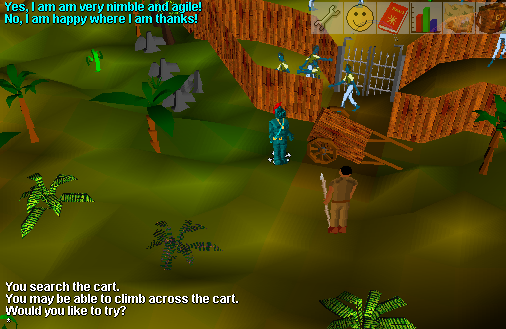 Yes, I am am very nimble and agile!
No, I am happy where I am thanks!
You search the cart.
You may be able to climb across the cart.
Would you like to try?
*